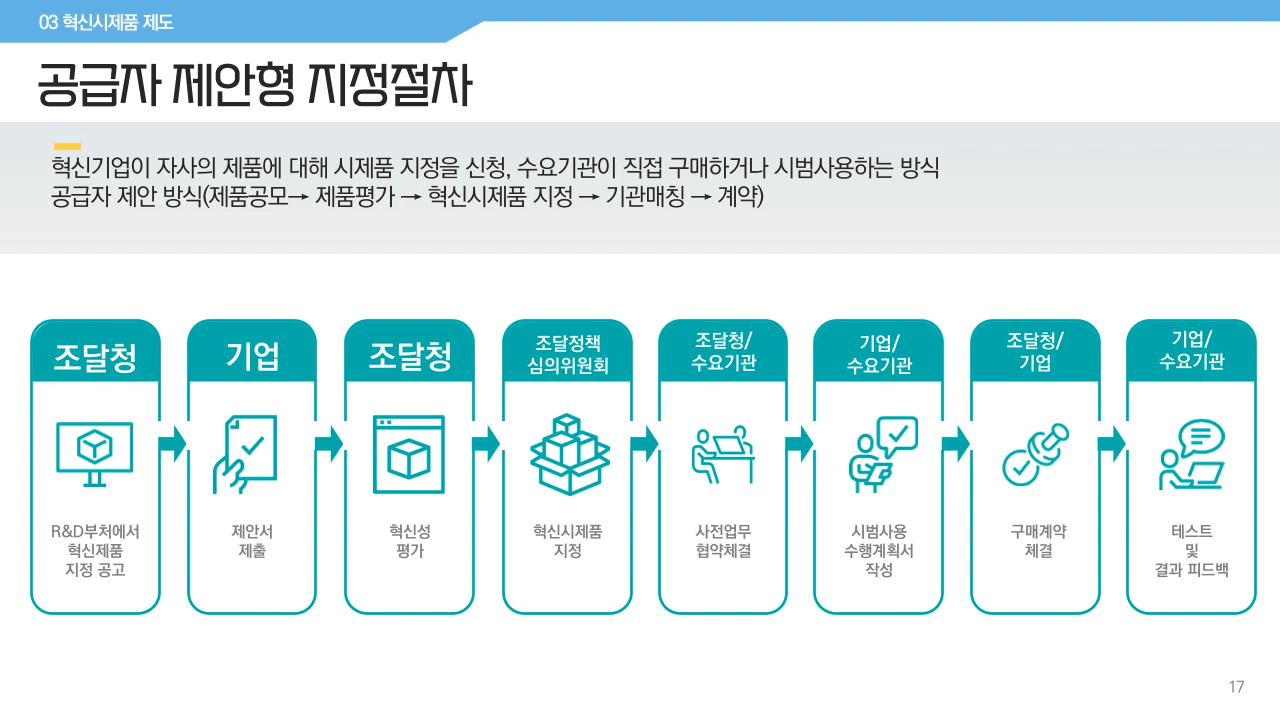 03 혁신시제품 제도
공급자 제안형 지정절차
혁신기업이 자사의 제품에 대해 시제품 지정을 신청, 수요기관이 직접 구매하거나 시범사용하는 방식
공급자 제안 방식(제품공모→ 제품평가 → 혁신시제품 지정 → 기관매칭 → 계약)
조달청
R&D부처에서
혁신제품
지정 공고
기업
제안서
제출
조달청
혁신성
평가
조달정책
심의위원회
혁신시제품
지정
조달청/
수요기관
사전업무
협약체결
기업/
수요기관
시범사용
수행계획서
작성
조달청/
기업
구매계약
체결
기업/
수요기관
테스트
및
결과 피드백
17